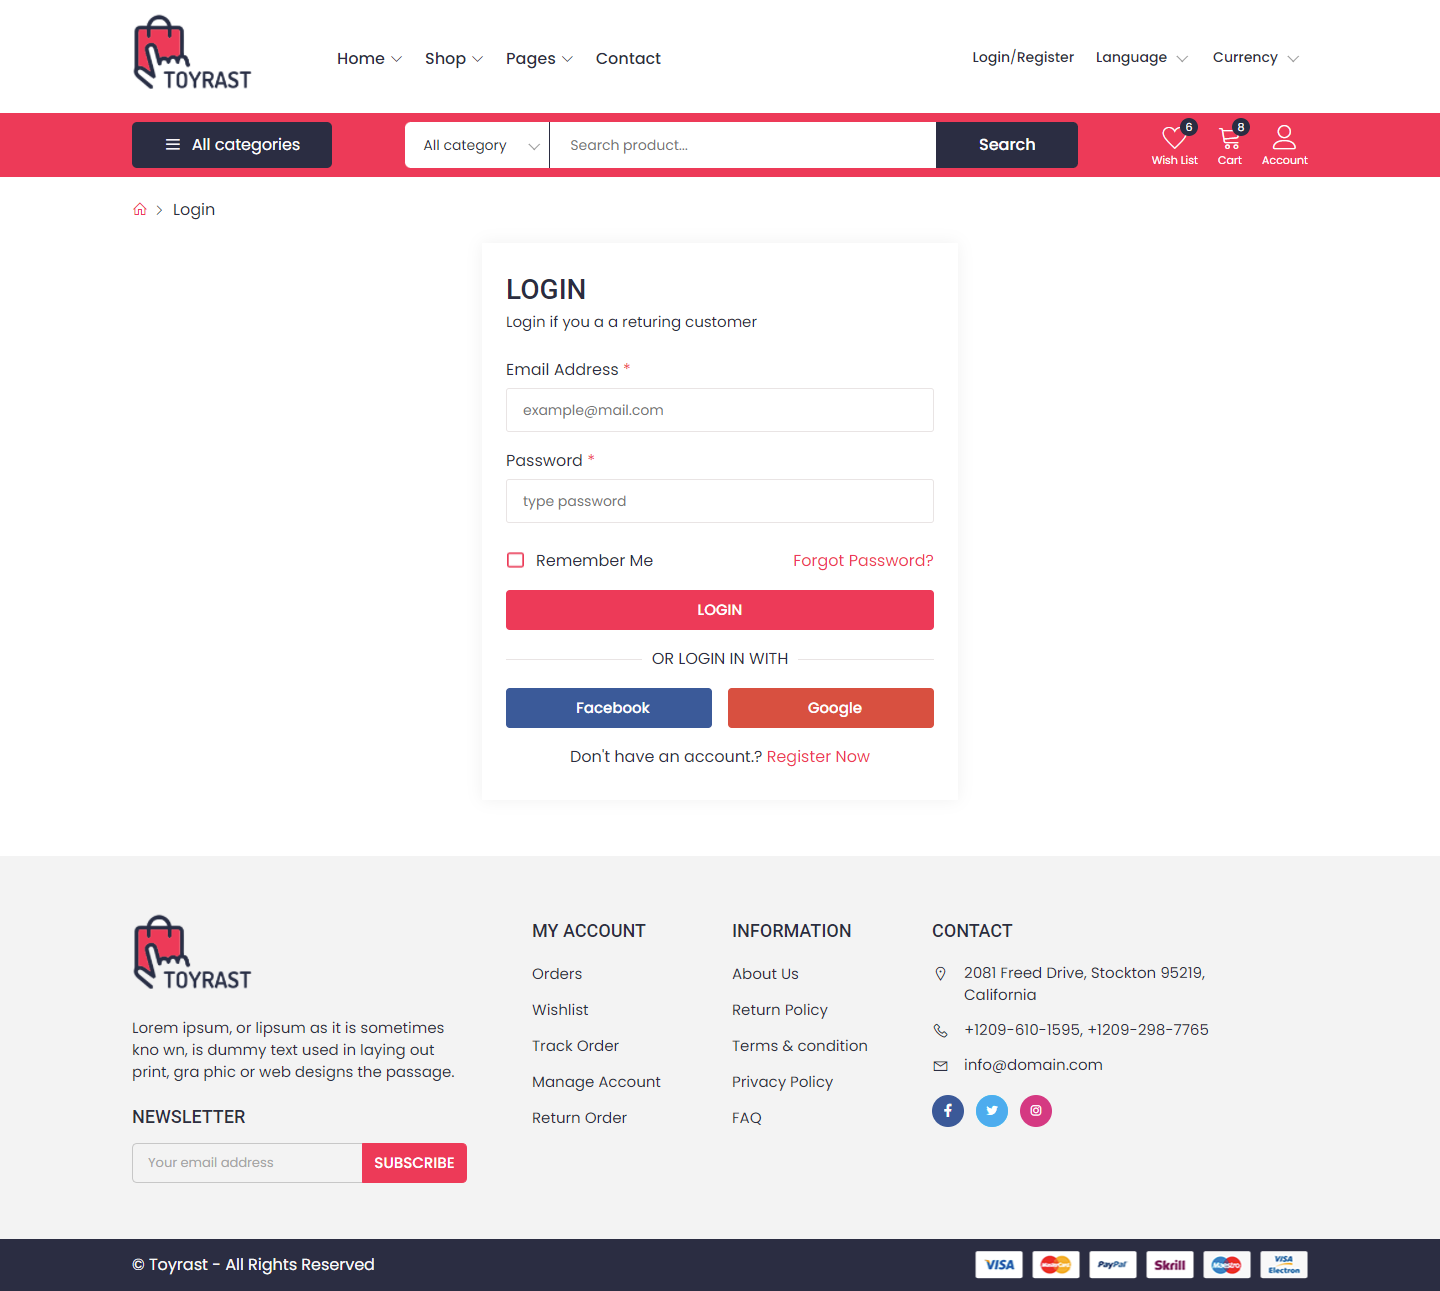 TOYRAST
Home Shop Pages Contact
Login/Register Language Currency
All categories
All category Search product... Search
6 8
Wish List Cart Account
Login
LOGIN
Login if you a a returing customer
Email Address *
example@mail.com
Password *
type password
Remember Me Forgot Password?
LOGIN
OR LOGIN IN WITH
Facebook Google
Don't have an account.? Register Now
TOYRAST
Lorem ipsum, or lipsum as it is sometimes
kno wn, is dummy text used in laying out
print, gra phic or web designs the passage.
NEWSLETTER
Your email address SUBSCRIBE
MY ACCOUNT
Orders
Wishlist
Track Order
Manage Account
Return Order
INFORMATION
About Us
Return Policy
Terms & condition
Privacy Policy
FAQ
CONTACT
2081 Freed Drive, Stockton 95219,
California
+1209-610-1595, +1209-298-7765
info@domain.com
© Toyrast - All Rights Reserved
VISA MasterCard PayPal Skrill Maestro VISA Electron